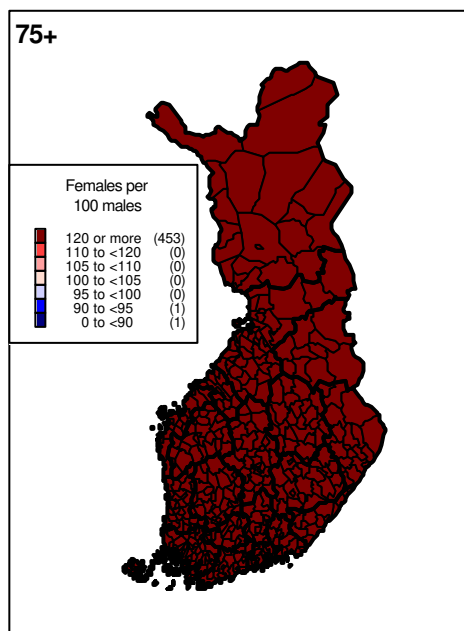 75+
Females per
100 males
120 or more (453)
110 to <120 (0)
105 to <110 (0)
100 to <105 (0)
95 to <100 (0)
90 to <95 (1)
0 to <90 (1)